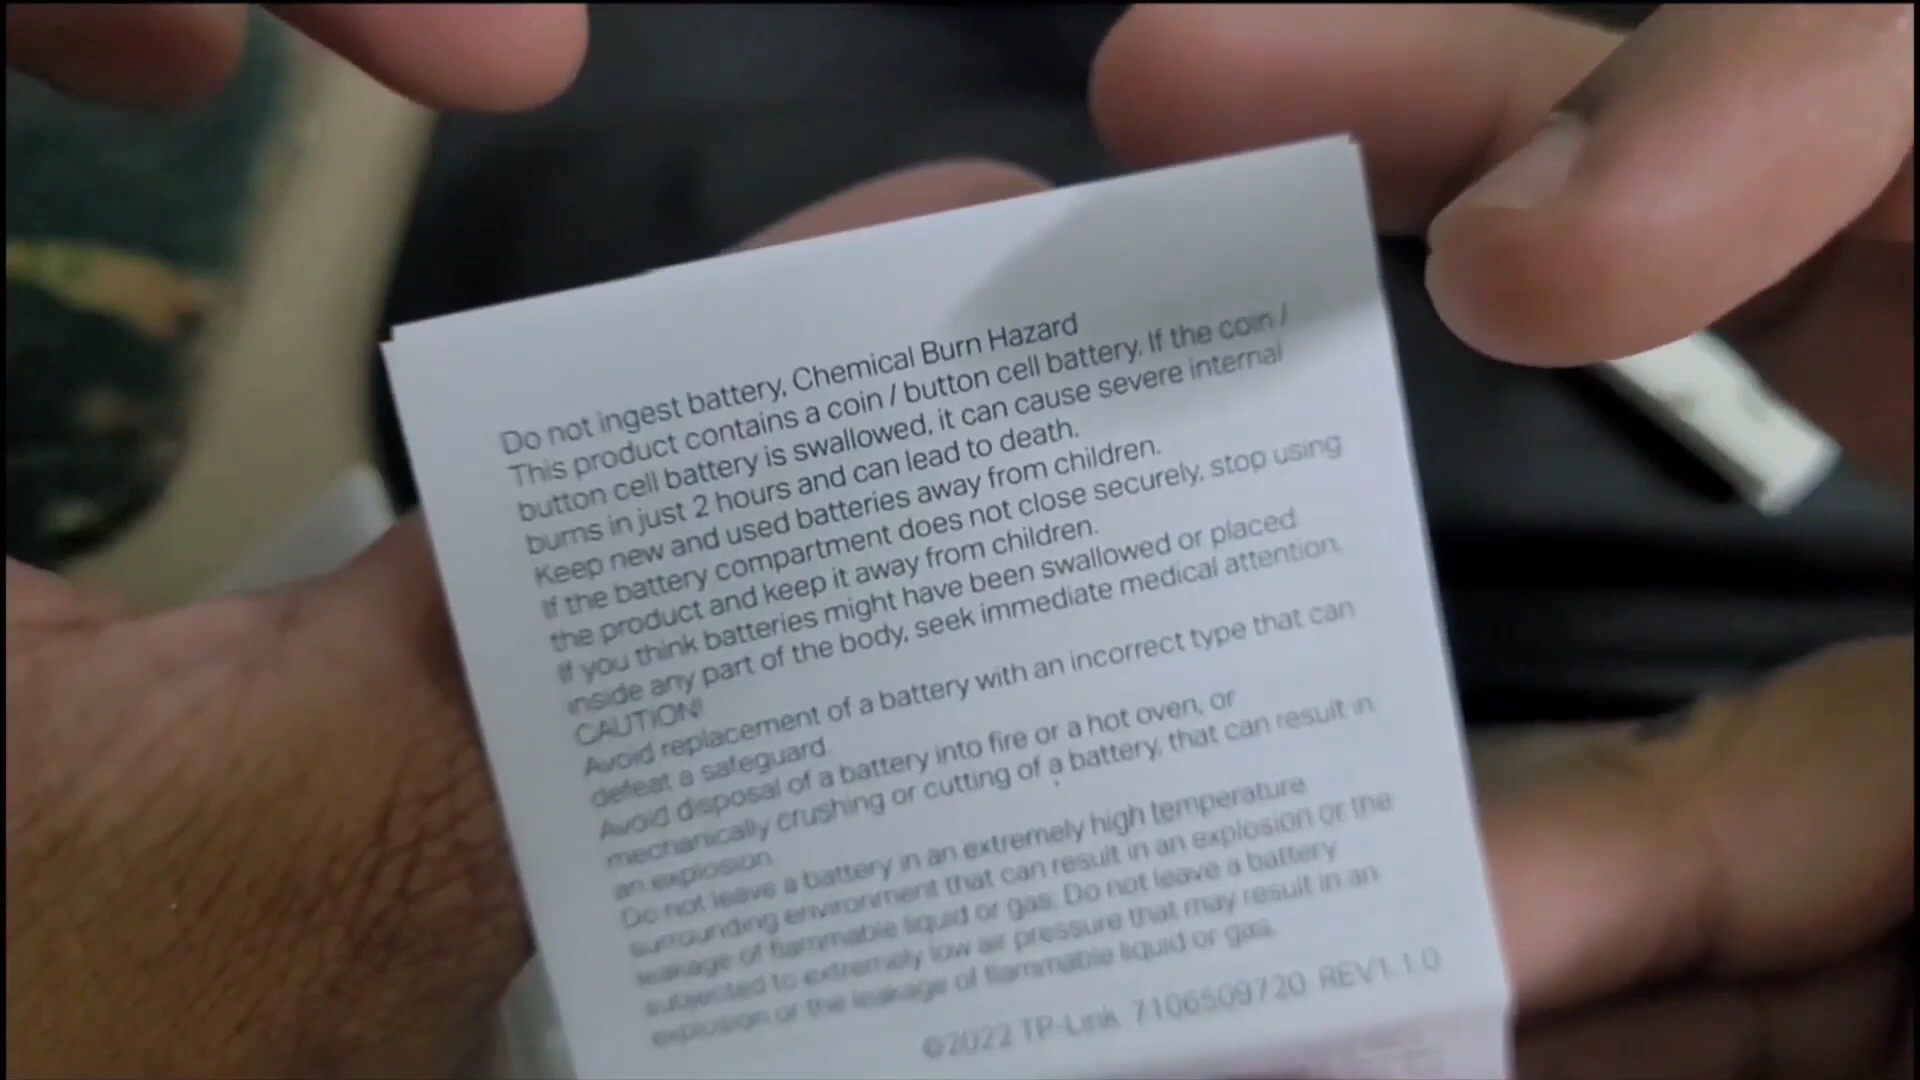 Do not ingest battery, Chemical Burn Hazard
This product contains a coin / button cell battery. If the coin /
button cell battery is swallowed, it can cause severe internal
burns in just 2 hours and can lead to death.
Keep new and used batteries away from children.
If the battery compartment does not close securely, stop using
the product and keep it away from children.
If you think batteries might have been swallowed or placed
inside any part of the body, seek immediate medical attention.
CAUTION!
Avoid replacement of a battery with an incorrect type that can
defeat a safeguard.
Avoid disposal of a battery into fire or a hot oven, or
mechanically crushing or cutting of a battery, that can result in
an explosion.
Do not leave a battery in an extremely high temperature
surrounding environment that can result in an explosion or the
leakage of flammable liquid or gas; Do not leave a battery
subjected to extremely low air pressure that may result in an
explosion or the leakage of flammable liquid or gas.
©2022 TP-Link 7106509720 REV1.1.0